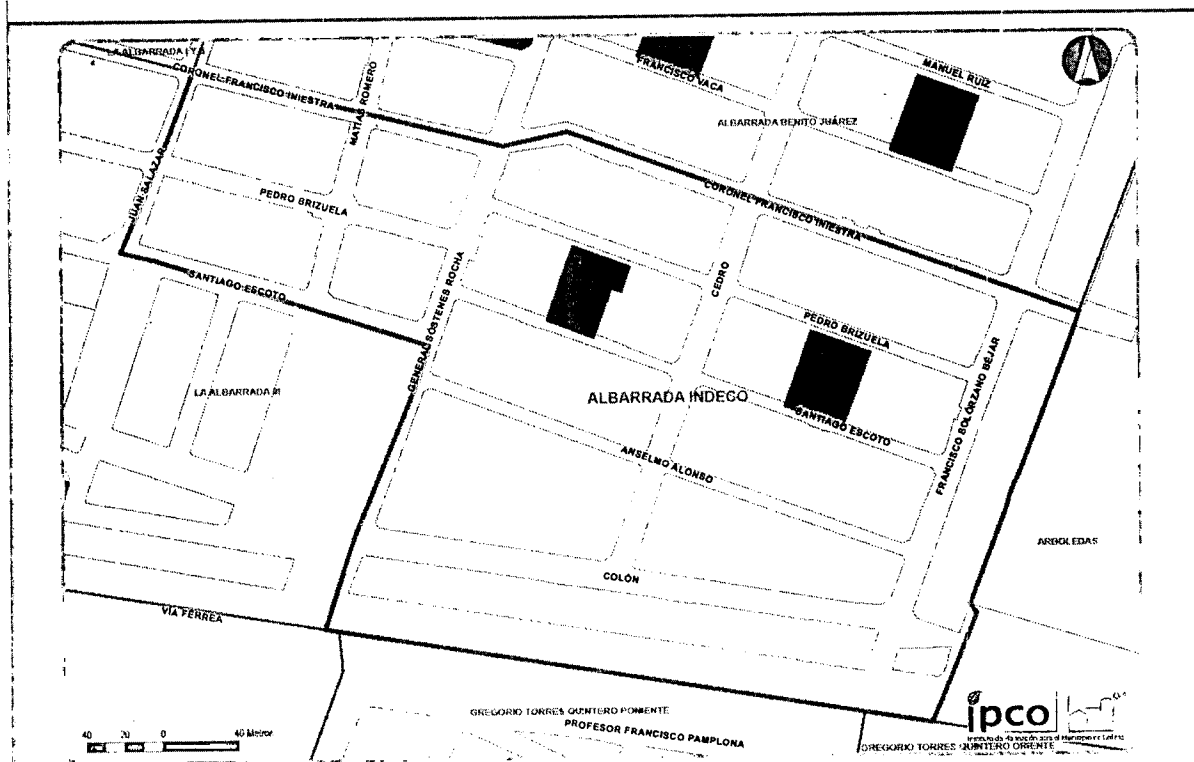 LA ALBARRADA I Y II
CORONEL FRANCISCO INIESTRA
MATÍAS ROMERO
FRANCISCO VACA
MANUEL RUIZ
ALBARRADA BENITO JUÁREZ
JUAN SALAZAR
PEDRO BRIZUELA
CORONEL FRANCISCO INIESTRA
SANTIAGO ESCOTO
GENERAL SÓSTENES ROCHA
CEDRO
PEDRO BRIZUELA
LA ALBARRADA III
ALBARRADA INDECO
SANTIAGO ESCOTO
FRANCISCO SOLÓRZANO BÉJAR
ANSELMO ALONSO
ARBOLEDAS
COLÓN
VÍA FÉRREA
GREGORIO TORRES QUINTERO PONIENTE
PROFESOR FRANCISCO PAMPLONA
40 20 0 40 Metros
ipco
GREGORIO TORRES QUINTERO ORIENTE